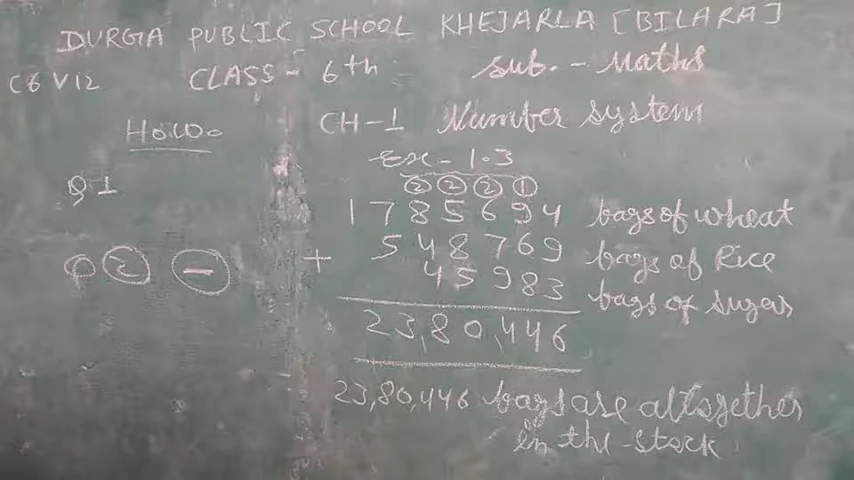 DURGA PUBLIC SCHOOL KHEJARLA [BILARA]
C6 V12 CLASS - 6th sub. - Maths
H.W. CH-1 Number system
Ex - 1.3
Q1
② ② ② ①
1785694 bags of wheat
+ 548769 bags of Rice
45983 bags of sugar
Q ② -
23,80,446
23,80,446 bags are altogether
in the stock